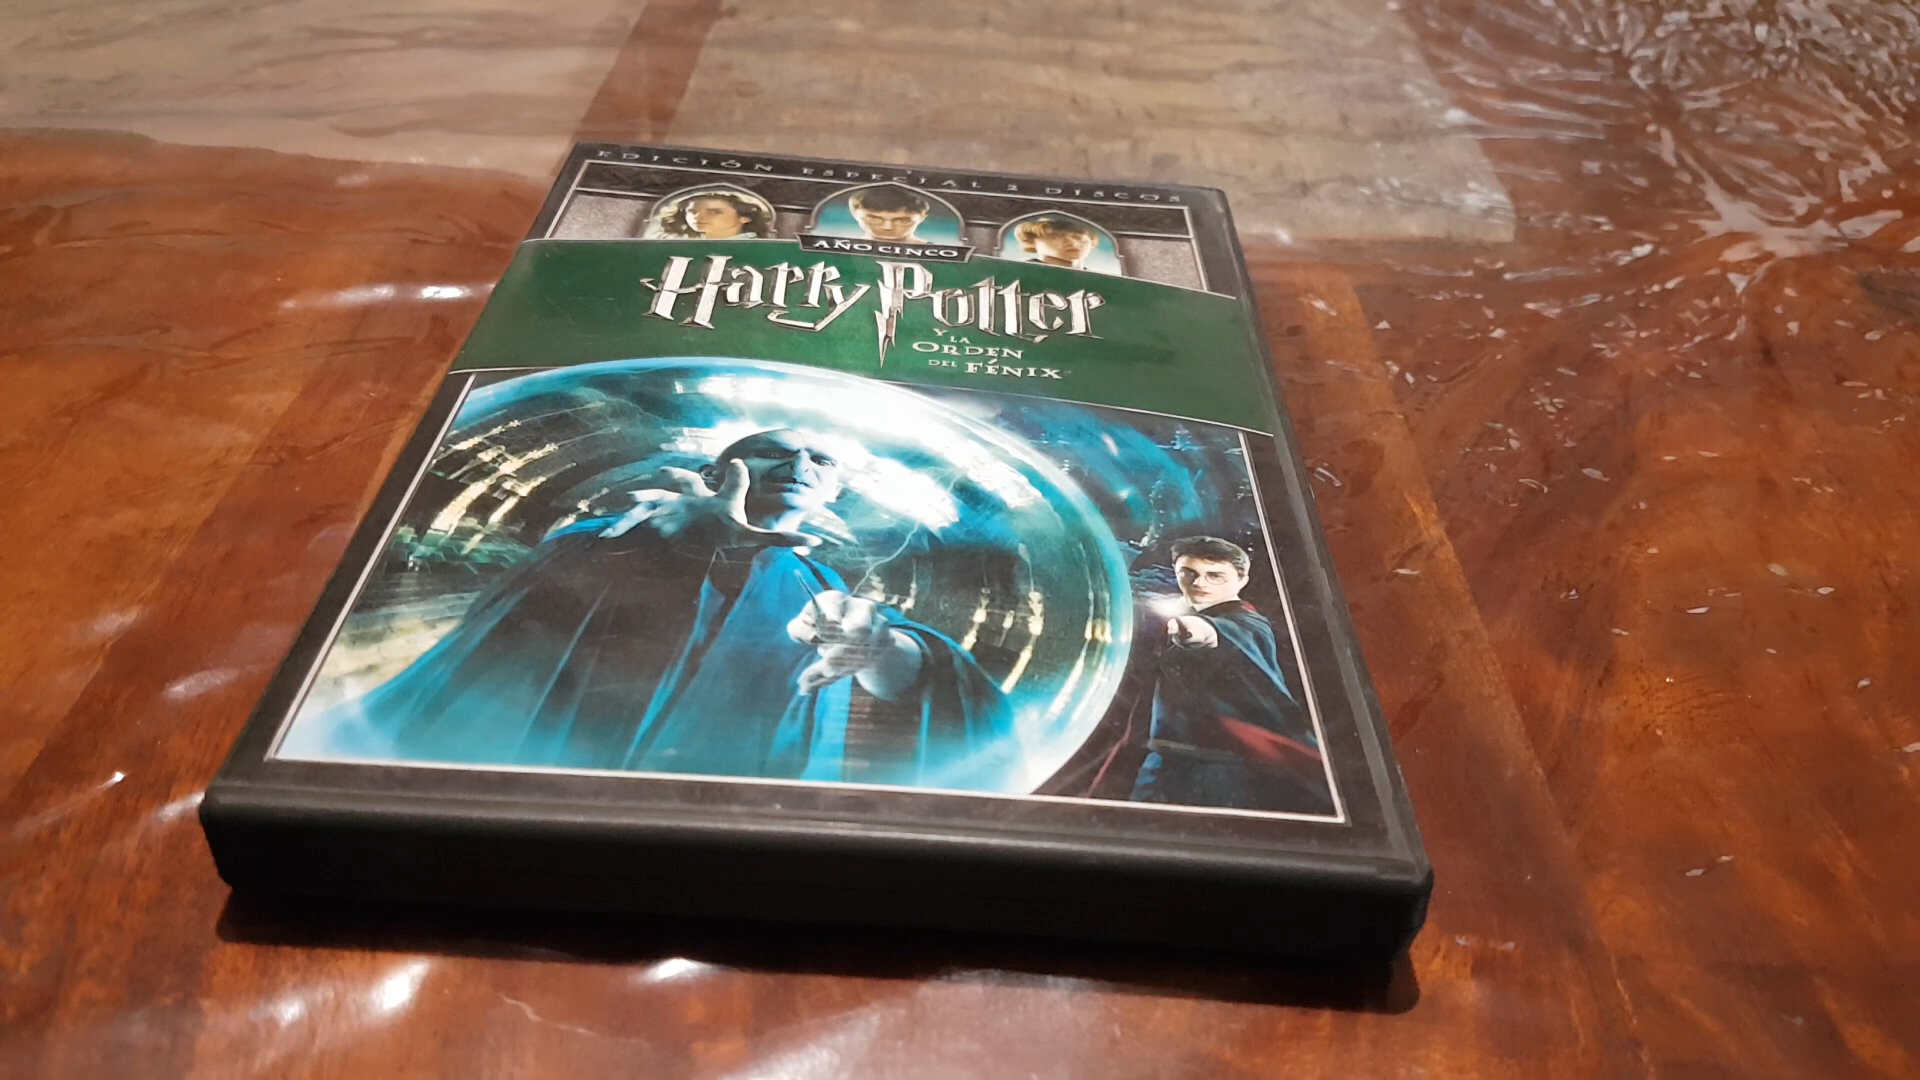 EDICIÓN ESPECIAL 2 DISCOS
AÑO CINCO
Harry Potter
Y LA
ORDEN
DEL FÉNIX